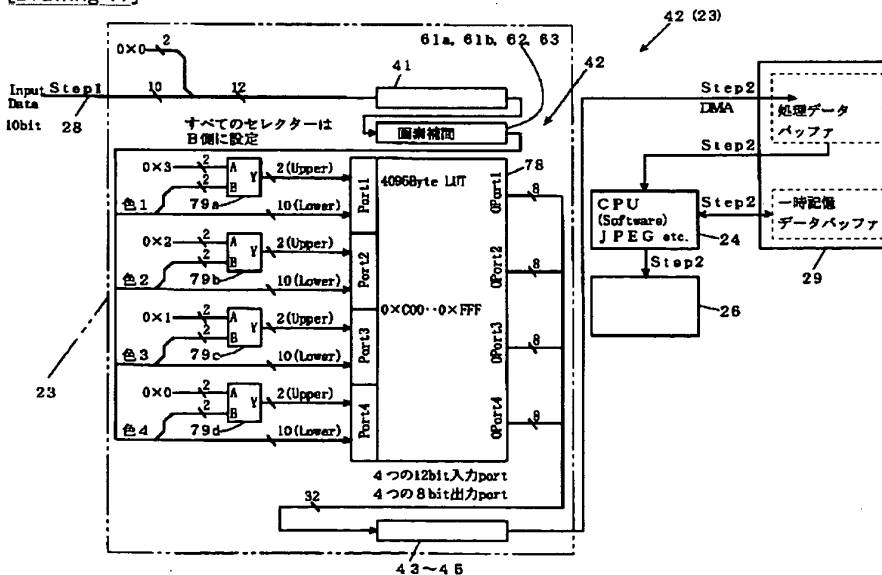 61a, 61b, 62, 63
42 (23)
0×0
2
41
42
Input Step1
Data
10
12
10bit
28
Step2
DMA
処理データ
バッファ
すべてのセレクターは
B側に設定
画素補間
Step2
78
0×3
2
2
A
B
Y
2(Upper)
4096Byte LUT
Port1
OPort1
8
色1
79a
10(Lower)
CPU
(Software)
JPEG etc.
24
Step2
一時記憶
データバッファ
29
0×2
2
2
A
B
Y
2(Upper)
Port2
OPort2
8
色2
79b
10(Lower)
Step2
26
0×C00··0×FFF
0×1
2
2
A
B
Y
2(Upper)
Port3
OPort3
8
色3
79c
10(Lower)
23
0×0
2
2
A
B
Y
2(Upper)
Port4
OPort4
8
色4
79d
10(Lower)
4つの12bit入力port
4つの8bit出力port
32
43~45